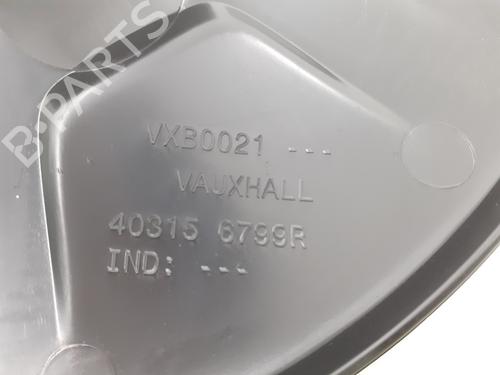 B-PARTS
VXB0021 ---
VAUXHALL
40315 6799R
IND: ---